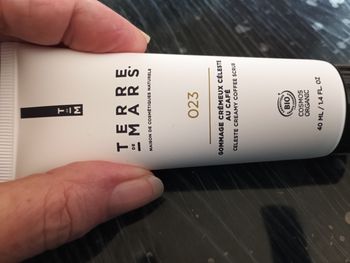 T
M
TERRE
DE
MARS.
MAISON DE COSMÉTIQUES NATURELS
023
GOMMAGE CRÉMEUX CÉLESTE
AU CAFÉ
CELESTE CREAMY COFFEE SCRUB
BIO
COSMOS
ORGANIC
40 ML / 1.4 FL. OZ